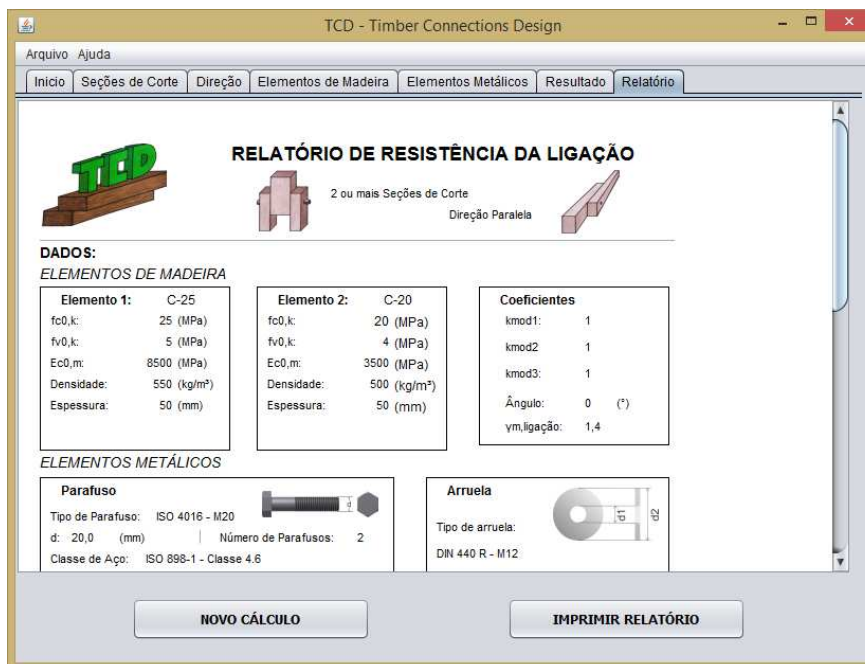 TCD - Timber Connections Design
Arquivo Ajuda
Inicio Seções de Corte Direção Elementos de Madeira Elementos Metálicos Resultado Relatório
TCD
RELATÓRIO DE RESISTÊNCIA DA LIGAÇÃO
2 ou mais Seções de Corte
Direção Paralela
DADOS:
ELEMENTOS DE MADEIRA
Elemento 1: C-25
fc0,k: 25 (MPa)
fv0,k: 5 (MPa)
Ec0,m: 8500 (MPa)
Densidade: 550 (kg/m³)
Espessura: 50 (mm)
Elemento 2: C-20
fc0,k: 20 (MPa)
fv0,k: 4 (MPa)
Ec0,m: 3500 (MPa)
Densidade: 500 (kg/m³)
Espessura: 50 (mm)
Coeficientes
kmod1: 1
kmod2 1
kmod3: 1
Ângulo: 0 (°)
γm,ligação: 1,4
ELEMENTOS METÁLICOS
Parafuso
d
Tipo de Parafuso: ISO 4016 - M20
d: 20,0 (mm) | Número de Parafusos: 2
Classe de Aço: ISO 898-1 - Classe 4.6
Arruela
d1 d2
Tipo de arruela:
DIN 440 R - M12
NOVO CÁLCULO IMPRIMIR RELATÓRIO